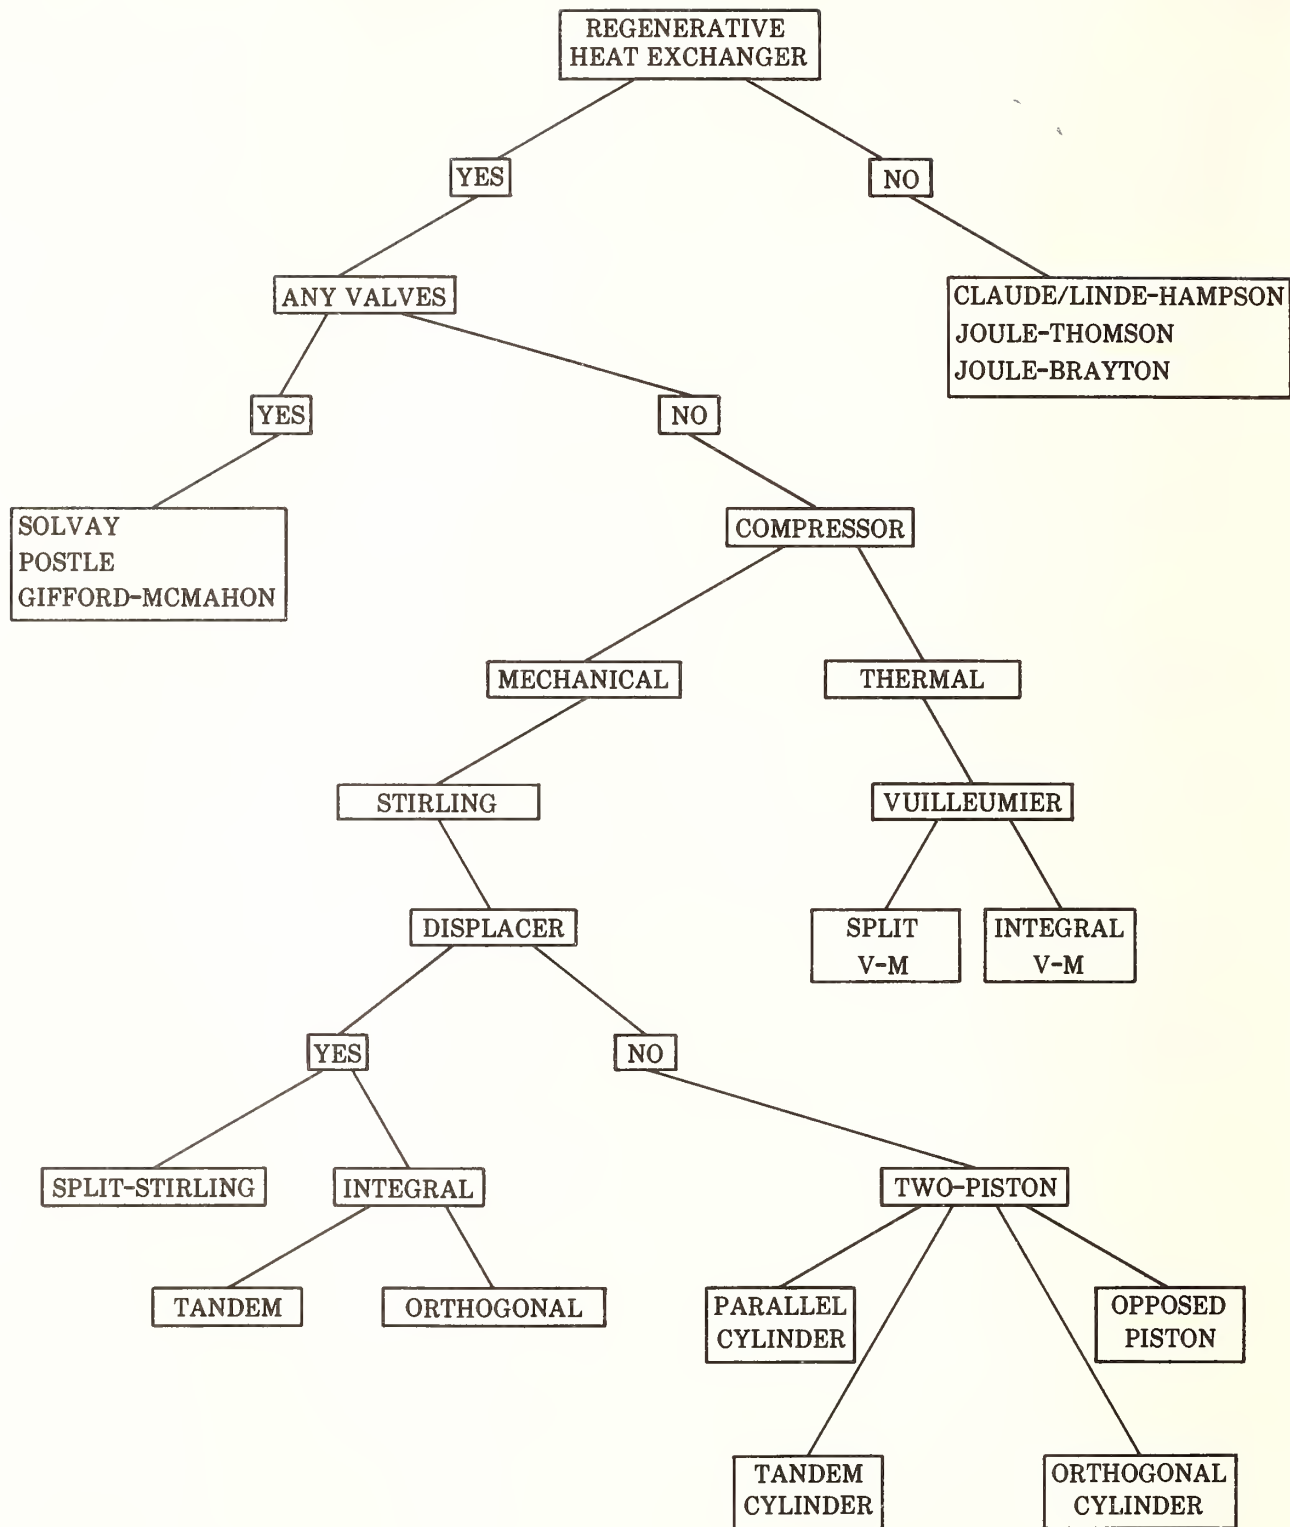 REGENERATIVE
HEAT EXCHANGER
YES
NO
ANY VALVES
CLAUDE/LINDE-HAMPSON
JOULE-THOMSON
JOULE-BRAYTON
YES
NO
SOLVAY
POSTLE
GIFFORD-MCMAHON
COMPRESSOR
MECHANICAL
THERMAL
STIRLING
VUILLEUMIER
DISPLACER
SPLIT
V-M
INTEGRAL
V-M
YES
NO
SPLIT-STIRLING
INTEGRAL
TWO-PISTON
TANDEM
ORTHOGONAL
PARALLEL
CYLINDER
OPPOSED
PISTON
TANDEM
CYLINDER
ORTHOGONAL
CYLINDER